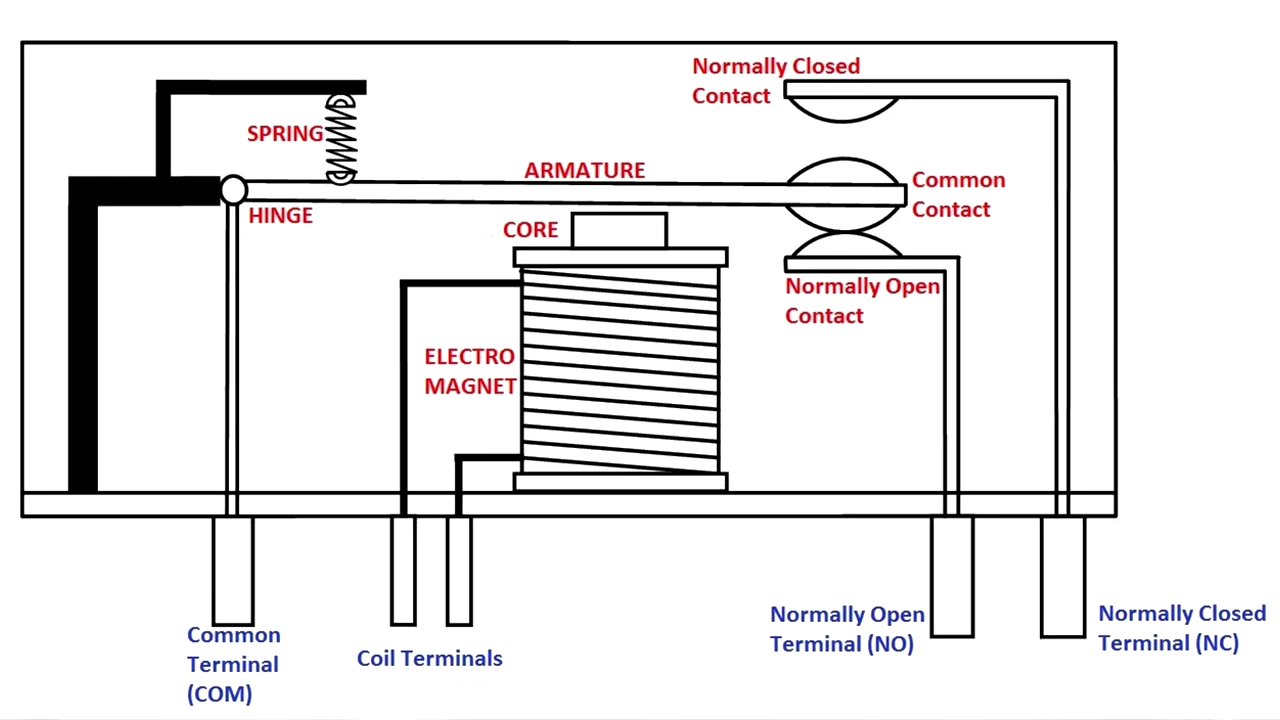 Normally Closed
Contact
SPRING
ARMATURE
Common
Contact
HINGE
CORE
Normally Open
Contact
ELECTRO
MAGNET
Common
Terminal
(COM)
Coil Terminals
Normally Open
Terminal (NO)
Normally Closed
Terminal (NC)